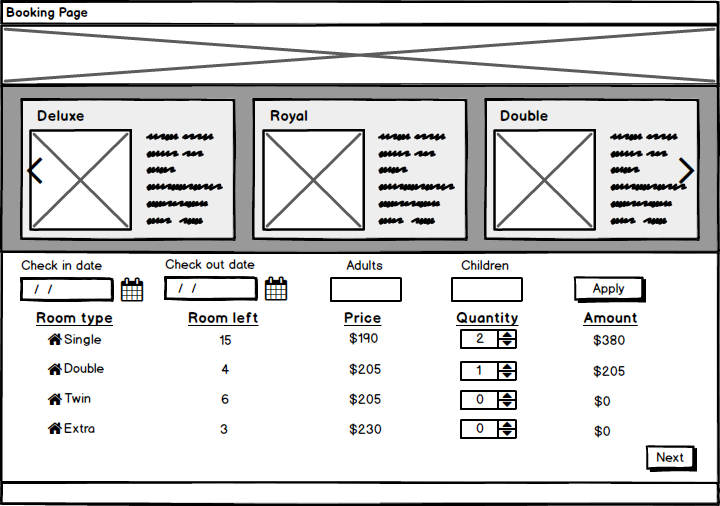 Booking Page
Deluxe Royal Double
Check in date Check out date Adults Children
/ / / / Apply
Room type Room left Price Quantity Amount
Single 15 $190 2 $380
Double 4 $205 1 $205
Twin 6 $205 0 $0
Extra 3 $230 0 $0
Next